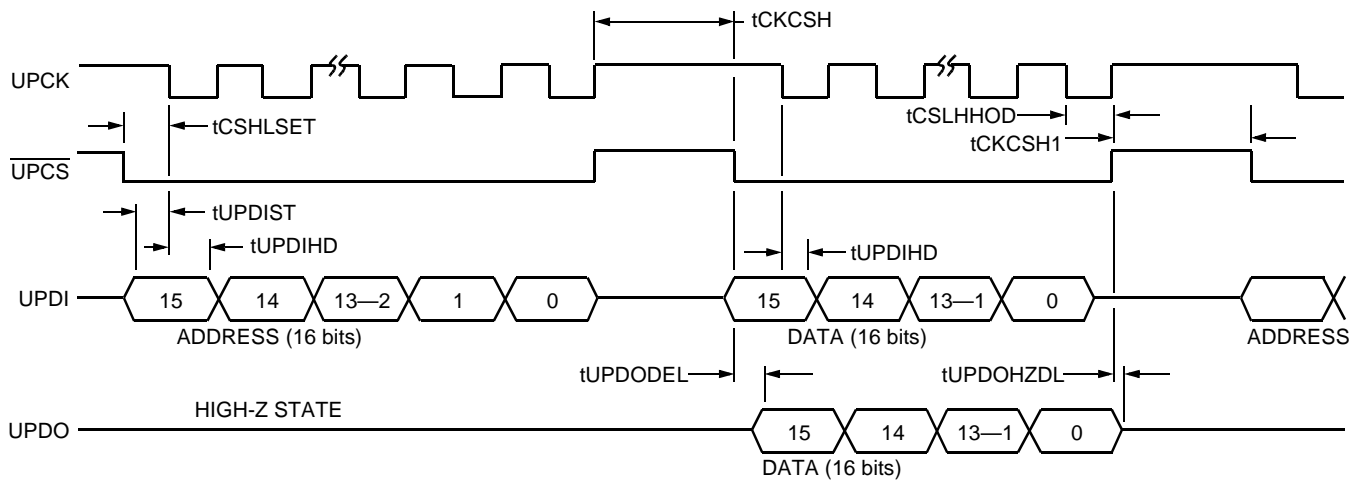 tCKCSH
UPCK
tCSHLSET
tCSLHHOD
tCKCSH1
UPCS
tUPDIST
tUPDIHD
tUPDIHD
UPDI
15 14 13—2 1 0
15 14 13—1 0
ADDRESS (16 bits)
DATA (16 bits)
ADDRESS
tUPDODEL
tUPDOHZDL
HIGH-Z STATE
UPDO
15 14 13—1 0
DATA (16 bits)